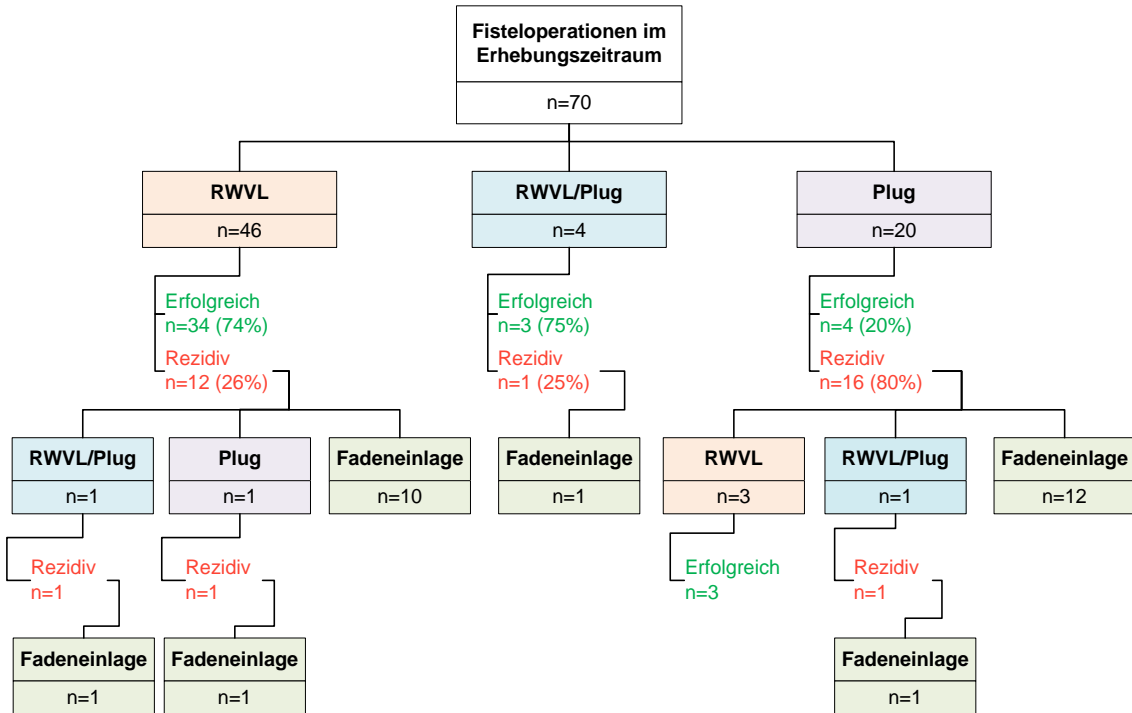 Fisteloperationen im
Erhebungszeitraum
n=70
RWVL
n=46
RWVL/Plug
n=4
Plug
n=20
Erfolgreich
n=34 (74%)
Rezidiv
n=12 (26%)
Erfolgreich
n=3 (75%)
Rezidiv
n=1 (25%)
Erfolgreich
n=4 (20%)
Rezidiv
n=16 (80%)
RWVL/Plug
n=1
Plug
n=1
Fadeneinlage
n=10
Fadeneinlage
n=1
RWVL
n=3
RWVL/Plug
n=1
Fadeneinlage
n=12
Rezidiv
n=1
Rezidiv
n=1
Erfolgreich
n=3
Rezidiv
n=1
Fadeneinlage
n=1
Fadeneinlage
n=1
Fadeneinlage
n=1